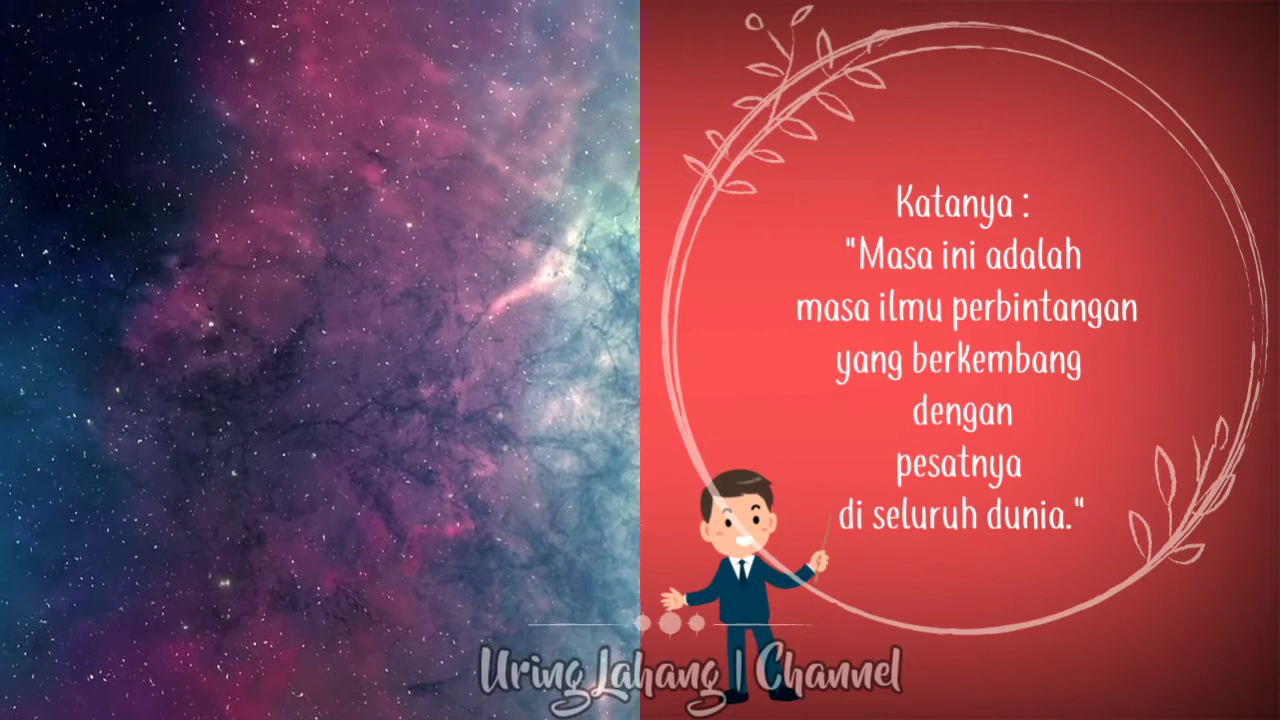 Katanya :
"Masa ini adalah
masa ilmu perbintangan
yang berkembang
dengan
pesatnya
di seluruh dunia."
Uring Lahang | Channel